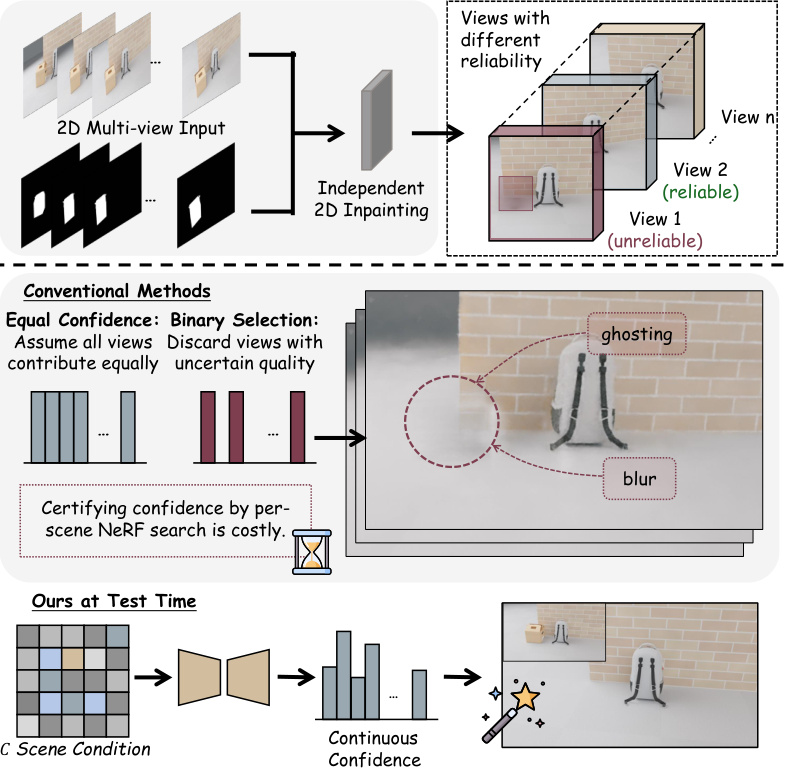 2D Multi-view Input
...
...
Independent
2D Inpainting
Views with
different
reliability
View n
...
View 2
(reliable)
View 1
(unreliable)
Conventional Methods
Equal Confidence:
Assume all views
contribute equally
Binary Selection:
Discard views with
uncertain quality
...
...
Certifying confidence by per-
scene NeRF search is costly.
ghosting
blur
Ours at Test Time
C Scene Condition
...
Continuous
Confidence